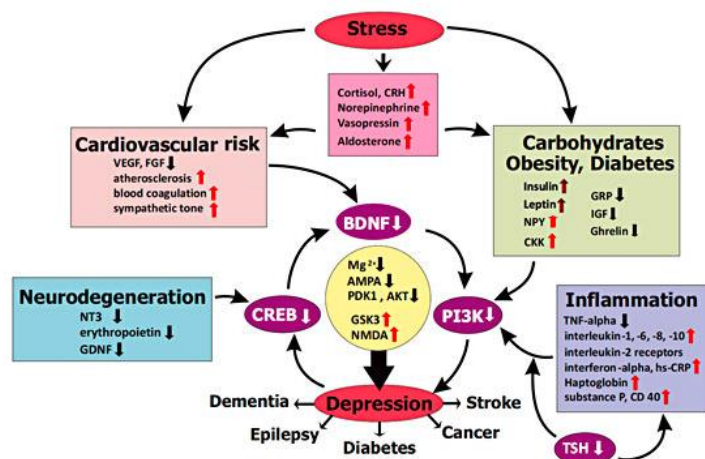 Stress
Cortisol, CRH ↑
Norepinephrine ↑
Vasopressin ↑
Aldosterone ↑
Cardiovascular risk
VEGF, FGF ↓
atherosclerosis ↑
blood coagulation ↑
sympathetic tone ↑
Carbohydrates
Obesity, Diabetes
Insulin ↑
Leptin ↑
NPY ↑
CKK ↑
GRP ↓
IGF ↓
Ghrelin ↓
BDNF ↓
Mg²⁺ ↓
AMPA ↓
PDK1 , AKT ↓
GSK3 ↑
NMDA ↑
Neurodegeneration
NT3 ↓
erythropoietin ↓
GDNF ↓
CREB ↓
PI3K ↓
Inflammation
TNF-alpha ↓
interleukin-1, -6, -8, -10 ↑
interleukin-2 receptors
interferon-alpha, hs-CRP ↑
Haptoglobin ↑
substance P, CD 40 ↑
Depression
Dementia
Epilepsy
Diabetes
Cancer
Stroke
TSH ↓